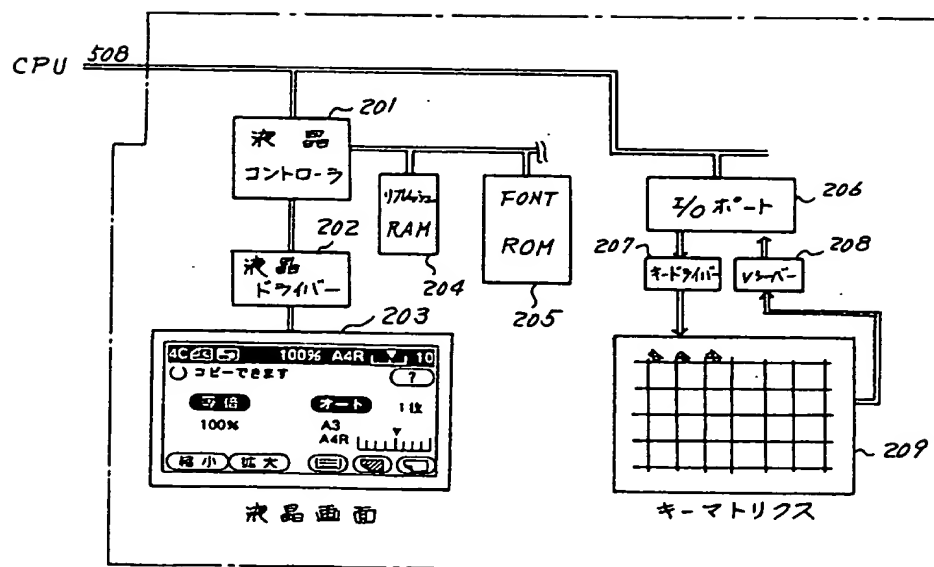 CPU 508
201
液晶
コントローラ
202
液晶
ドライバー
リフレッシュ
RAM
204
FONT
ROM
205
I/Oポート
206
207
キードライバー
208
レシーバー
203
4C 100% A4R 10
コピーできます ?
等倍 オート 1枚
100% A3
A4R
縮小 拡大
液晶画面
209
キーマトリクス